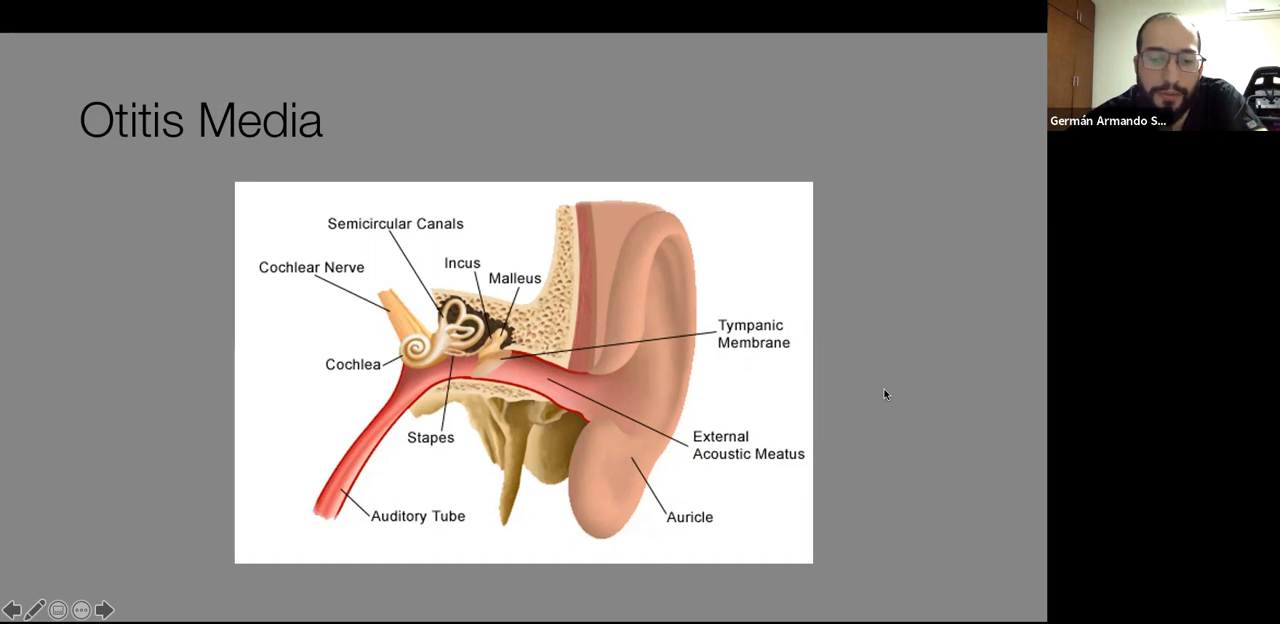 Otitis Media
Semicircular Canals
Cochlear Nerve
Incus
Malleus
Tympanic
Membrane
Cochlea
Stapes
External
Acoustic Meatus
Auditory Tube
Auricle
Germán Armando S...